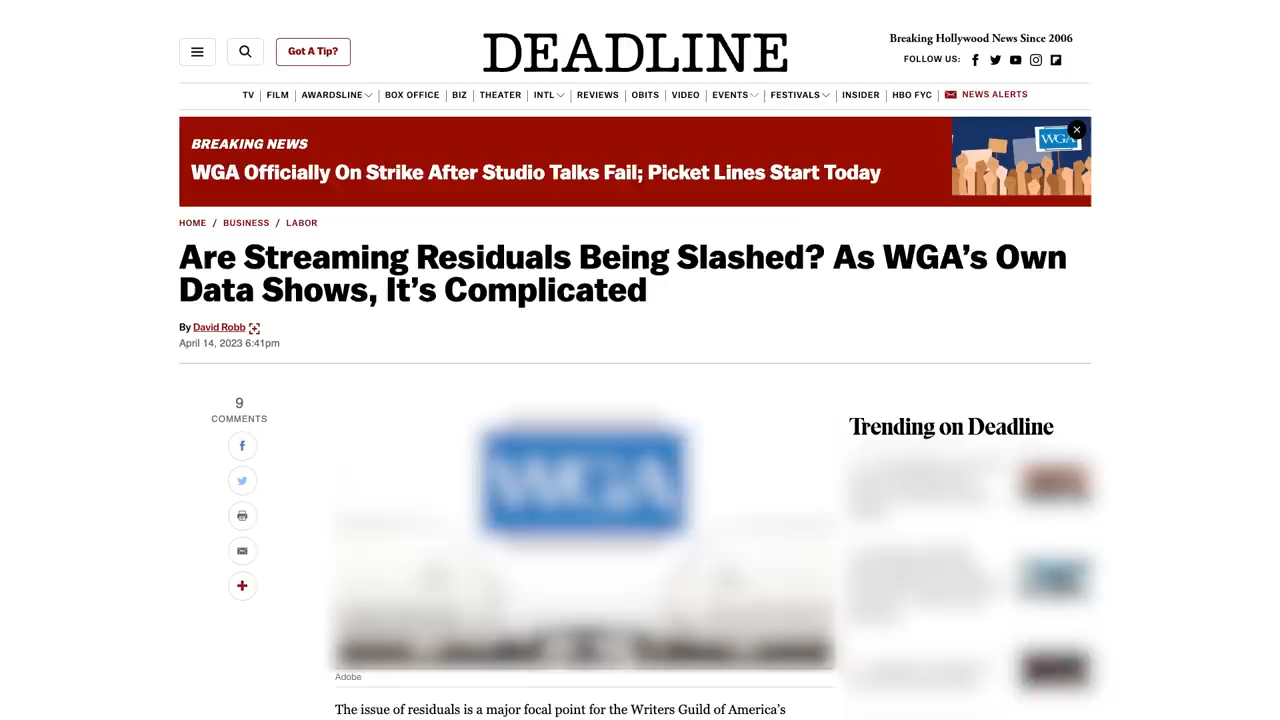 Got A Tip?
DEADLINE
Breaking Hollywood News Since 2006
FOLLOW US:
TV FILM AWARDSLINE BOX OFFICE BIZ THEATER INTL REVIEWS OBITS VIDEO EVENTS FESTIVALS INSIDER HBO FYC NEWS ALERTS
BREAKING NEWS
WGA Officially On Strike After Studio Talks Fail; Picket Lines Start Today
WGA
HOME / BUSINESS / LABOR
Are Streaming Residuals Being Slashed? As WGA’s Own
Data Shows, It’s Complicated
By David Robb
April 14, 2023 6:41pm
9
COMMENTS
WGA
Trending on Deadline
Adobe
The issue of residuals is a major focal point for the Writers Guild of America’s